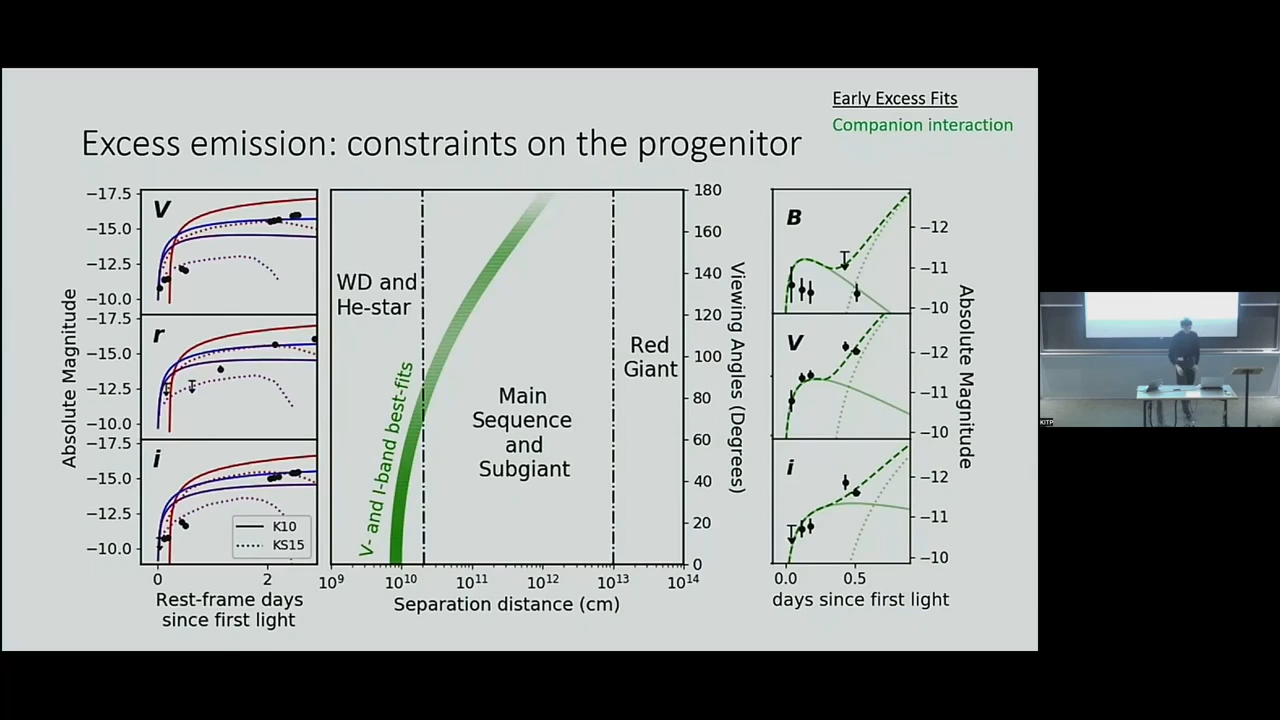 Early Excess Fits
Companion interaction
Excess emission: constraints on the progenitor
Absolute Magnitude
−17.5
−15.0
−12.5
−10.0
V
−17.5
−15.0
−12.5
−10.0
r
−17.5
−15.0
−12.5
−10.0
i
K10
KS15
0
2
Rest-frame days
since first light
WD and
He-star
V- and I-band best-fits
Main
Sequence
and
Subgiant
Red
Giant
10⁹
10¹⁰
10¹¹
10¹²
10¹³
10¹⁴
Separation distance (cm)
180
160
140
120
100
80
60
40
20
0
Viewing Angles (Degrees)
B
−12
−11
−10
V
−12
−11
−10
i
−12
−11
−10
Absolute Magnitude
0.0
0.5
days since first light
KITP